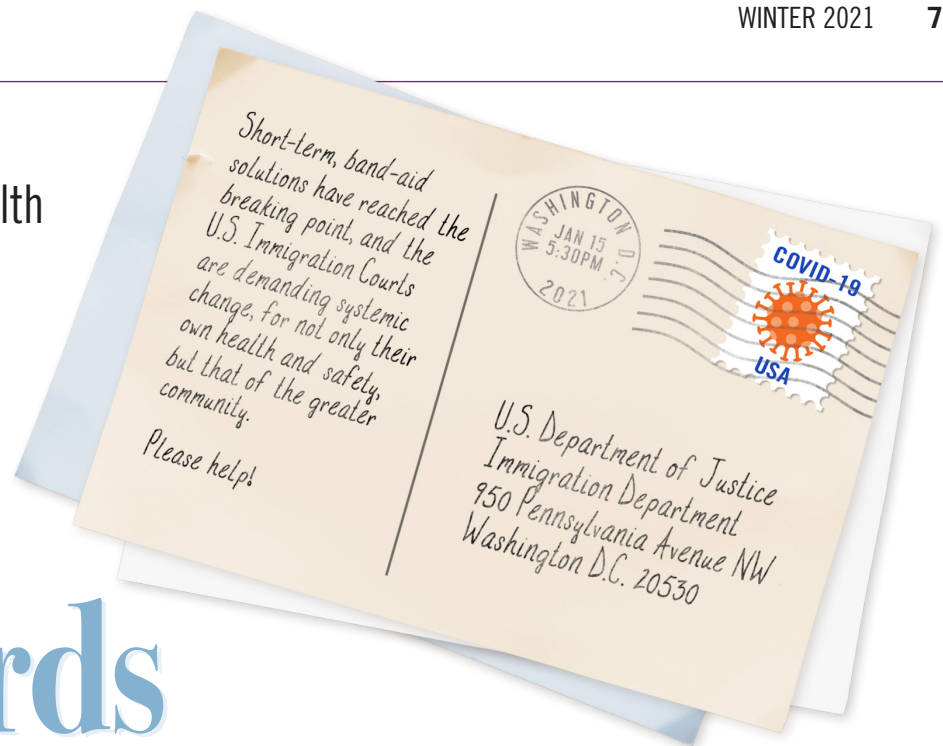 WINTER 2021 7
lth
Short-term, band-aid
solutions have reached the
breaking point, and the
U.S. Immigration Courts
are demanding systemic
change, for not only their
own health and safety,
but that of the greater
community.
Please help!
WASHINGTON D.C.
JAN 15
5:30PM
2021
COVID-19
USA
U.S. Department of Justice
Immigration Department
950 Pennsylvania Avenue NW
Washington D.C. 20530
rds